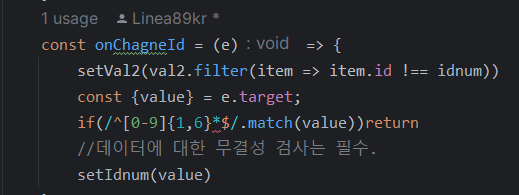 1 usage Linea89kr *
const onChagneId = (e) : void => {
setVal2(val2.filter(item => item.id !== idnum))
const {value} = e.target;
if(/^[0-9]{1,6}*$/.match(value))return
//데이터에 대한 무결성 검사는 필수.
setIdnum(value)